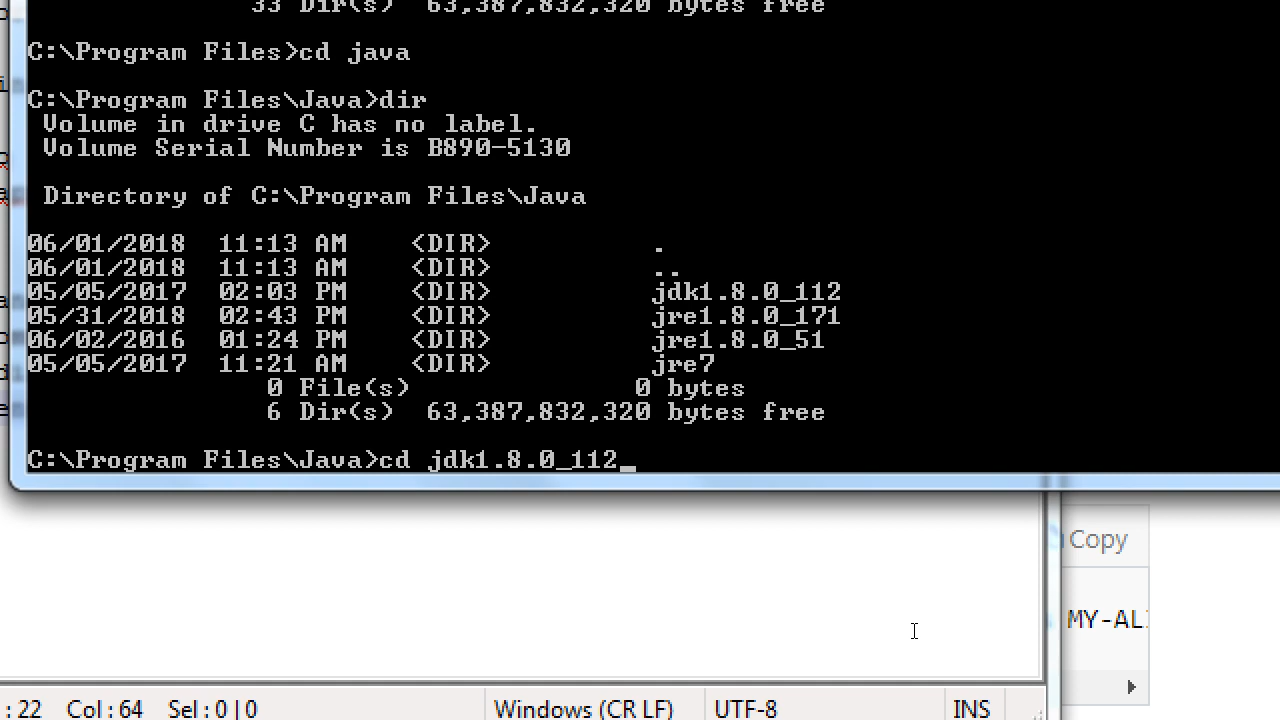 33 Dir(s)  63,387,832,320 bytes free
C:\Program Files>cd java
C:\Program Files\Java>dir
Volume in drive C has no label.
Volume Serial Number is B890-5130
Directory of C:\Program Files\Java
06/01/2018  11:13 AM    <DIR>          .
06/01/2018  11:13 AM    <DIR>          ..
05/05/2017  02:03 PM    <DIR>          jdk1.8.0_112
05/31/2018  02:43 PM    <DIR>          jre1.8.0_171
06/02/2016  01:24 PM    <DIR>          jre1.8.0_51
05/05/2017  11:21 AM    <DIR>          jre7
0 File(s)              0 bytes
6 Dir(s)  63,387,832,320 bytes free
C:\Program Files\Java>cd jdk1.8.0_112_
Copy
MY-AL
: 22    Col : 64    Sel : 0 | 0    Windows (CR LF)    UTF-8    INS